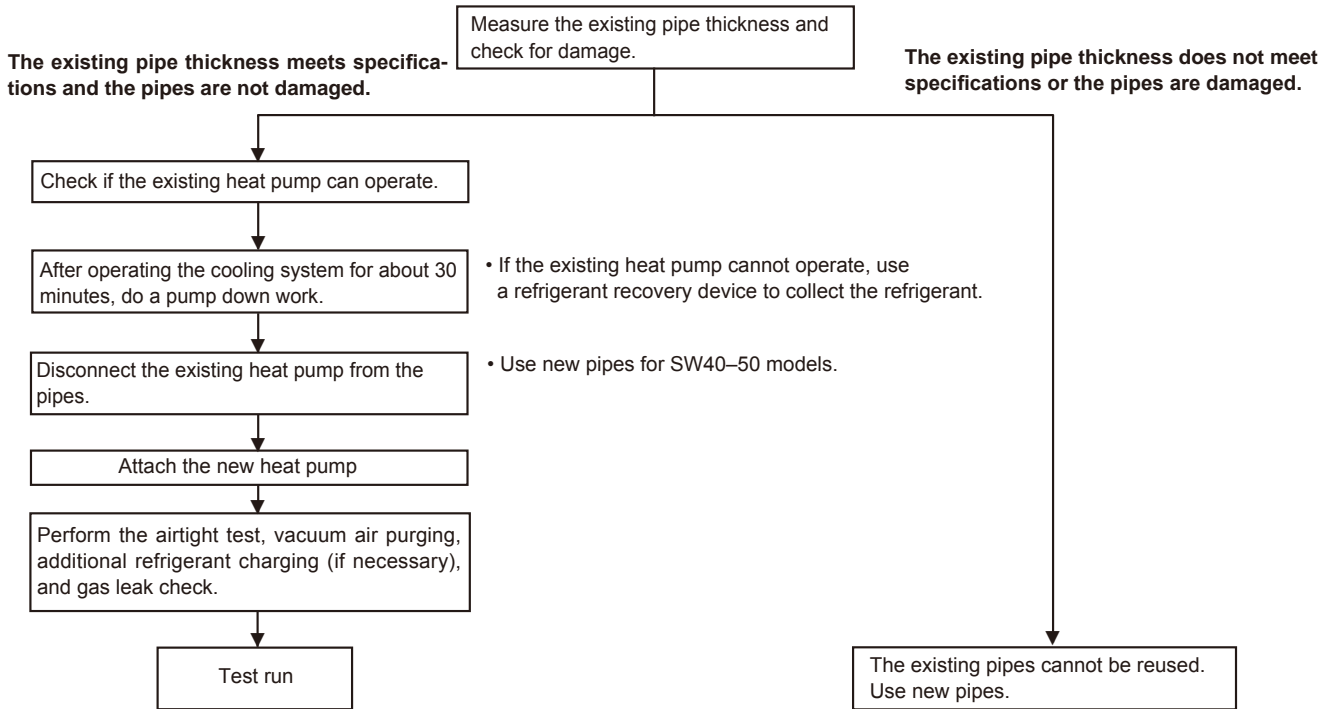 Measure the existing pipe thickness and
check for damage.
The existing pipe thickness meets specifica-
tions and the pipes are not damaged.
The existing pipe thickness does not meet
specifications or the pipes are damaged.
Check if the existing heat pump can operate.
After operating the cooling system for about 30
minutes, do a pump down work.
• If the existing heat pump cannot operate, use
a refrigerant recovery device to collect the refrigerant.
Disconnect the existing heat pump from the
pipes.
• Use new pipes for SW40–50 models.
Attach the new heat pump
Perform the airtight test, vacuum air purging,
additional refrigerant charging (if necessary),
and gas leak check.
Test run
The existing pipes cannot be reused.
Use new pipes.